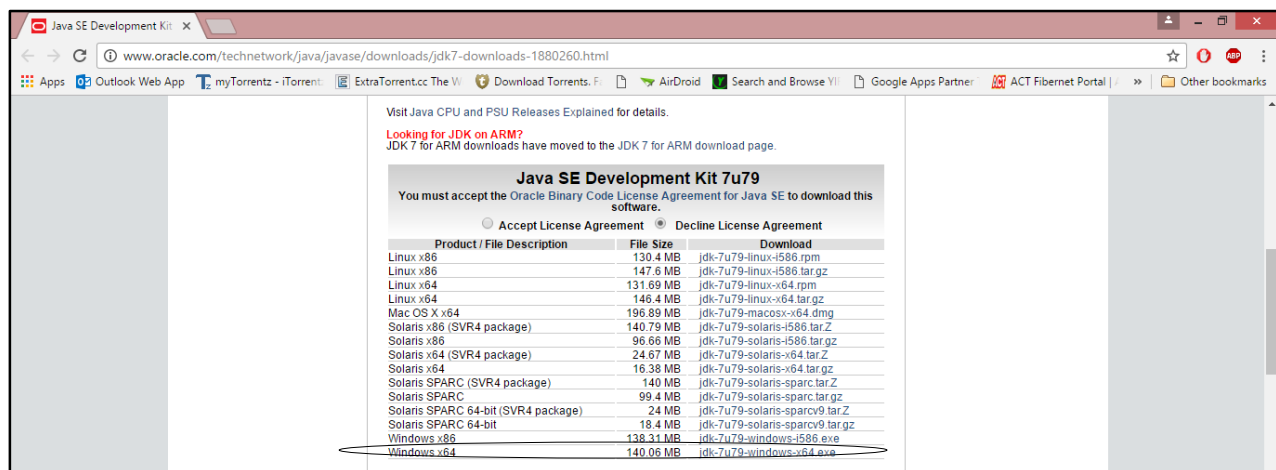 Java SE Development Kit
www.oracle.com/technetwork/java/javase/downloads/jdk7-downloads-1880260.html
ABP
Apps Outlook Web App myTorrentz - iTorrent: ExtraTorrent.cc The W Download Torrents. F AirDroid Search and Browse YI Google Apps Partner ACT Fibernet Portal | » Other bookmarks
Visit Java CPU and PSU Releases Explained for details.
Looking for JDK on ARM?
JDK 7 for ARM downloads have moved to the JDK 7 for ARM download page.
Java SE Development Kit 7u79
You must accept the Oracle Binary Code License Agreement for Java SE to download this
software.
Accept License Agreement Decline License Agreement
Product / File Description File Size Download
Linux x86 130.4 MB jdk-7u79-linux-i586.rpm
Linux x86 147.6 MB jdk-7u79-linux-i586.tar.gz
Linux x64 131.69 MB jdk-7u79-linux-x64.rpm
Linux x64 146.4 MB jdk-7u79-linux-x64.tar.gz
Mac OS X x64 196.89 MB jdk-7u79-macosx-x64.dmg
Solaris x86 (SVR4 package) 140.79 MB jdk-7u79-solaris-i586.tar.Z
Solaris x86 96.66 MB jdk-7u79-solaris-i586.tar.gz
Solaris x64 (SVR4 package) 24.67 MB jdk-7u79-solaris-x64.tar.Z
Solaris x64 16.38 MB jdk-7u79-solaris-x64.tar.gz
Solaris SPARC (SVR4 package) 140 MB jdk-7u79-solaris-sparc.tar.Z
Solaris SPARC 99.4 MB jdk-7u79-solaris-sparc.tar.gz
Solaris SPARC 64-bit (SVR4 package) 24 MB jdk-7u79-solaris-sparcv9.tar.Z
Solaris SPARC 64-bit 18.4 MB jdk-7u79-solaris-sparcv9.tar.gz
Windows x86 138.31 MB jdk-7u79-windows-i586.exe
Windows x64 140.06 MB jdk-7u79-windows-x64.exe